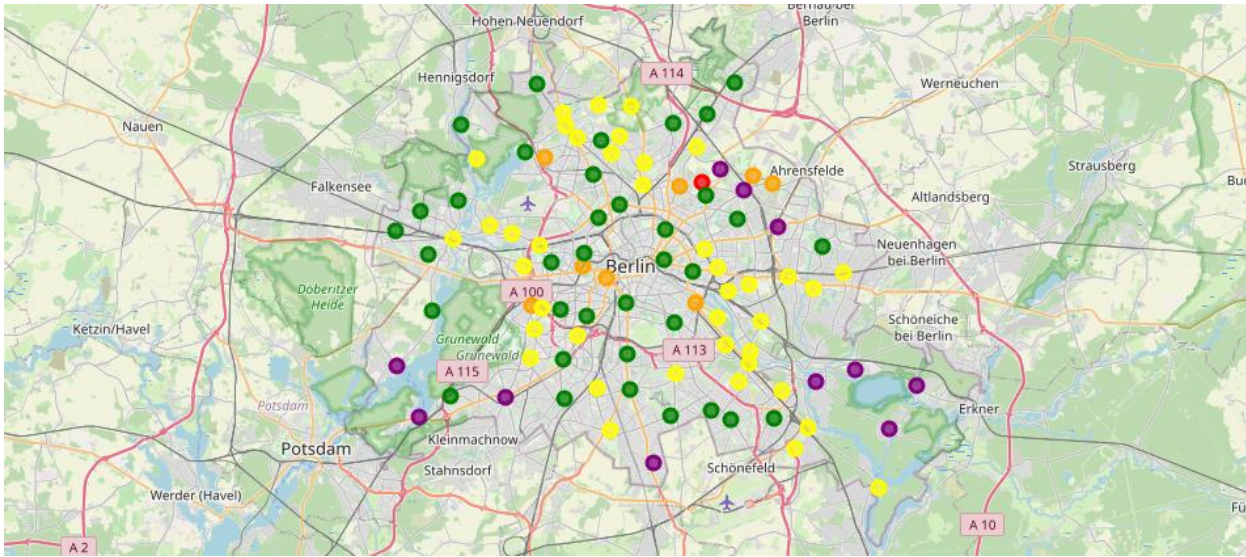 Hohen Neuendorf
Bernau bei
Berlin
A 114
Hennigsdorf
Werneuchen
Nauen
Strausberg
Ahrensfelde
Falkensee
Altlandsberg
Neuenhagen
bei Berlin
Berlin
Doberitzer
Heide
A 100
Ketzin/Havel
Schöneiche
bei Berlin
Grunewald
Grunewald
A 113
A 115
Potsdam
Erkner
Kleinmachnow
Potsdam
Stahnsdorf
Schönefeld
Werder (Havel)
A 2
A 10